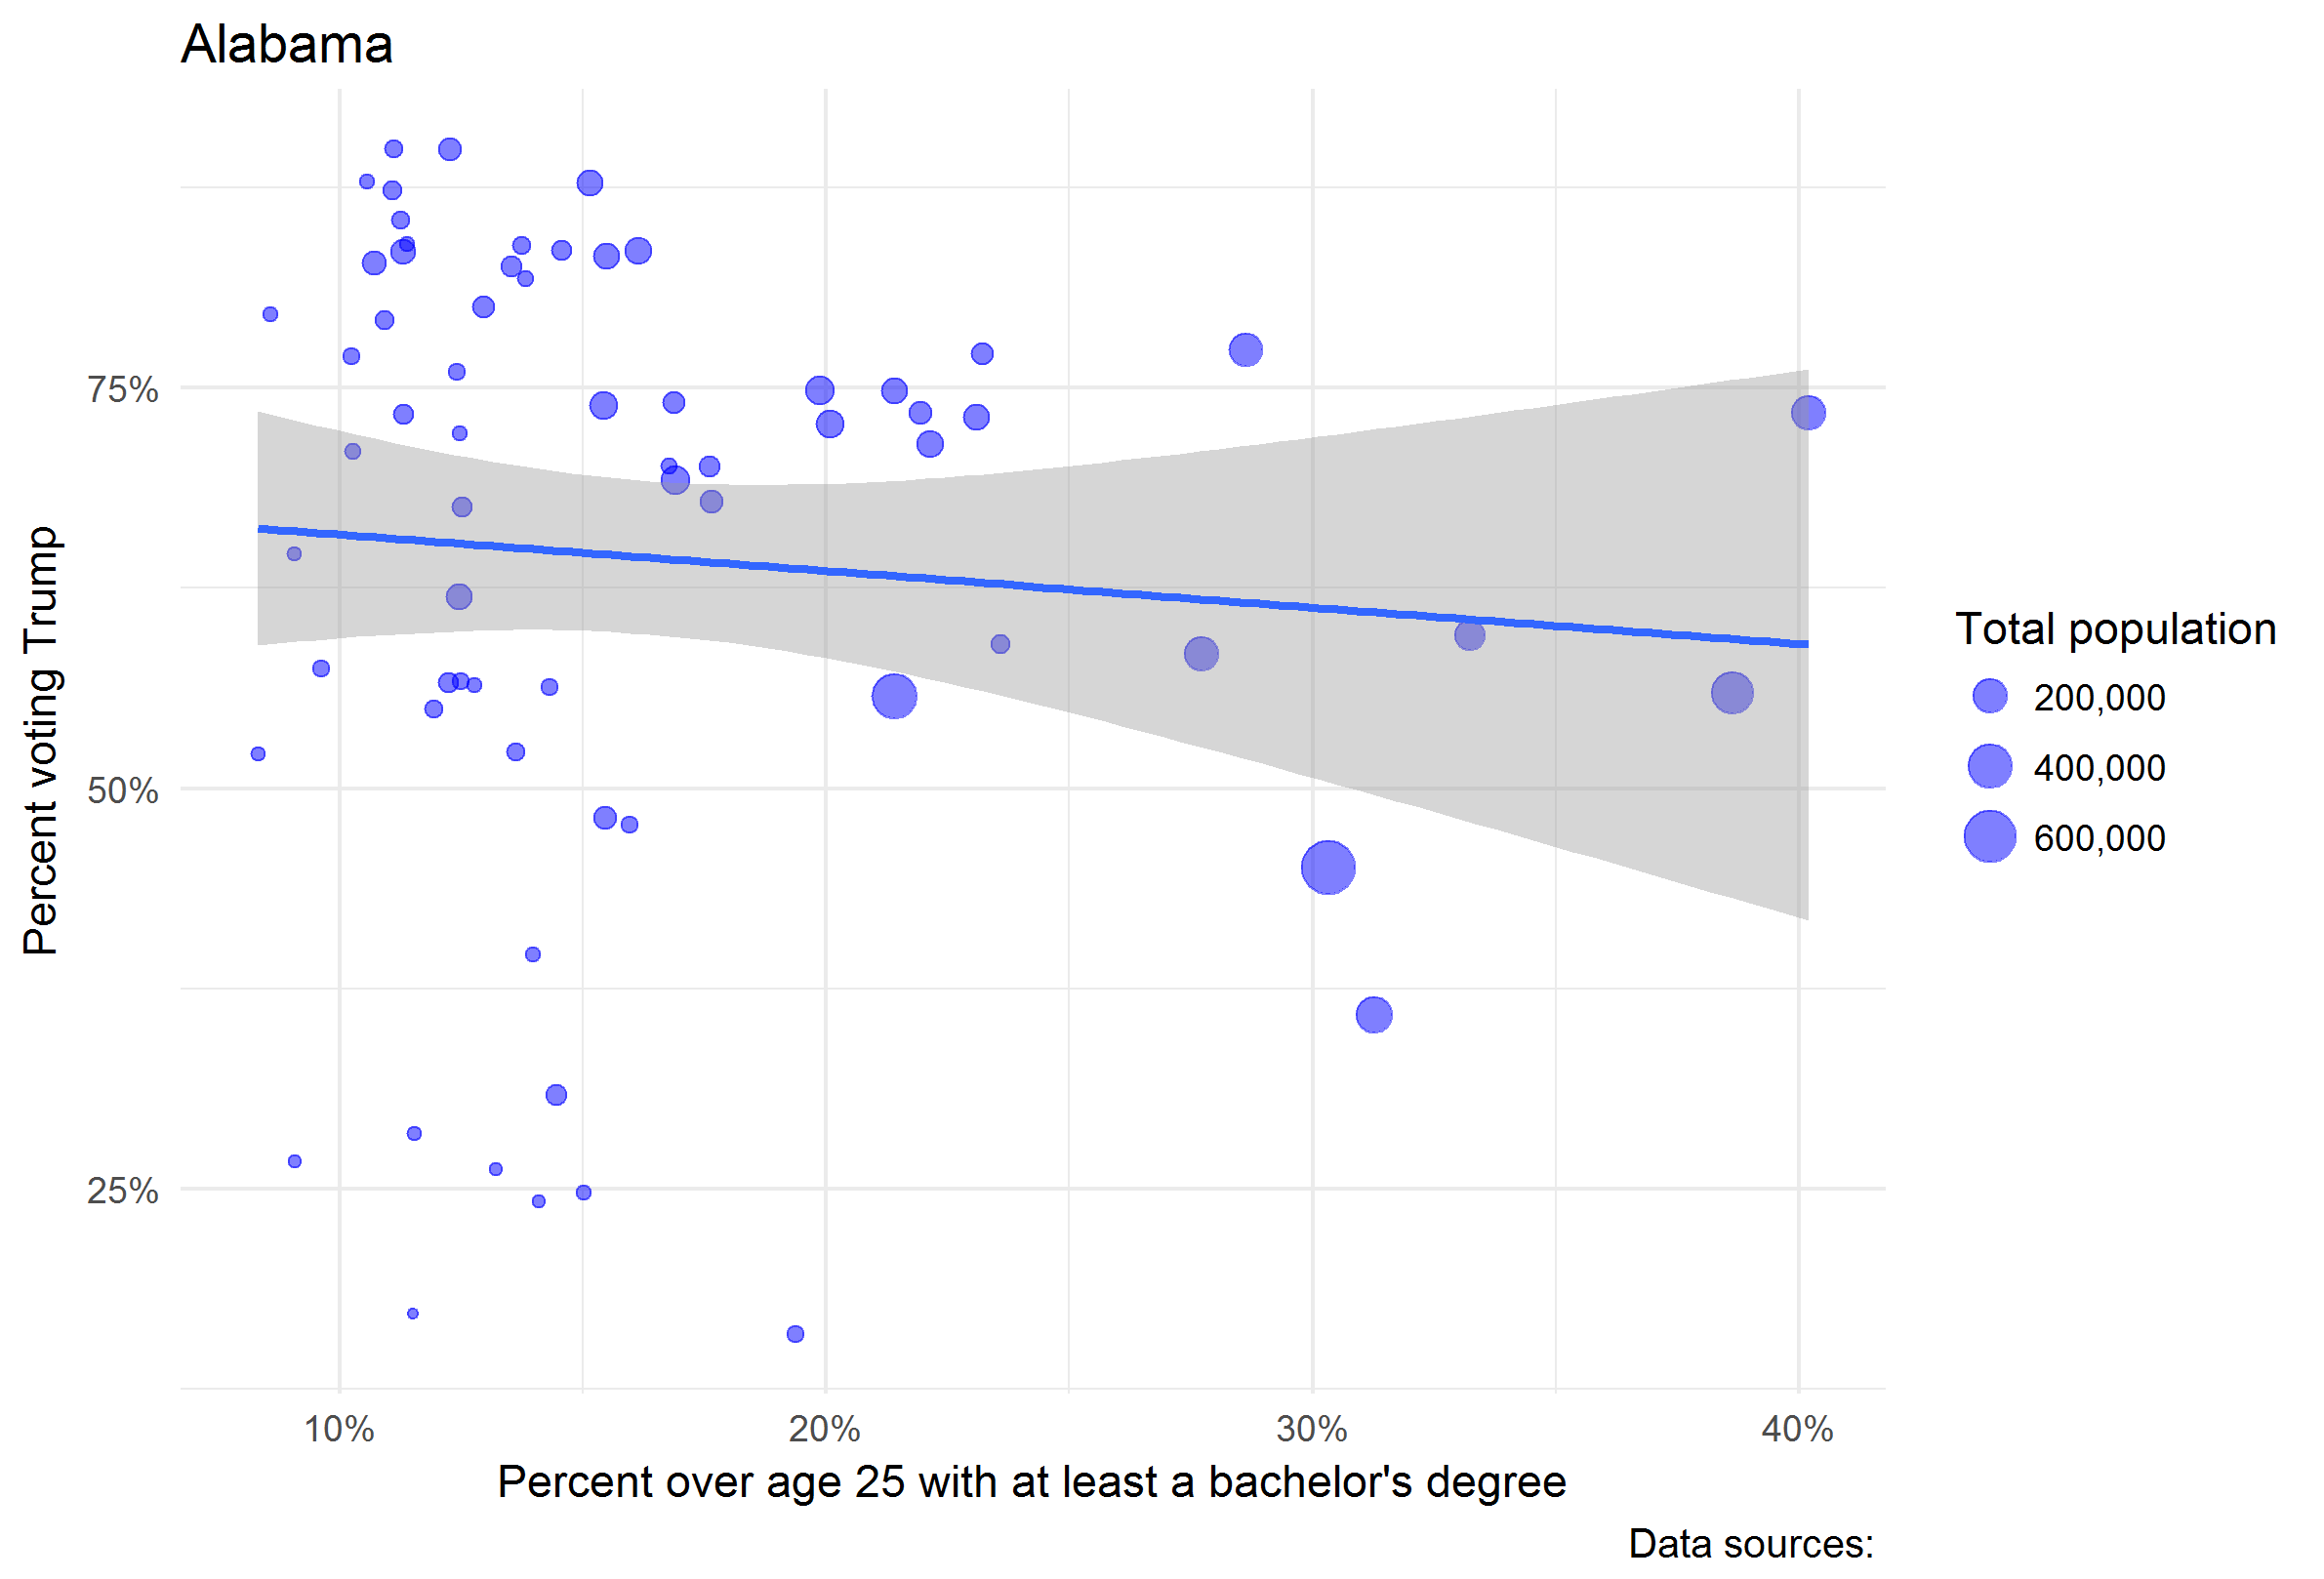 Alabama
Percent voting Trump
75%
50%
25%
10%
20%
30%
40%
Percent over age 25 with at least a bachelor's degree
Total population
200,000
400,000
600,000
Data sources: